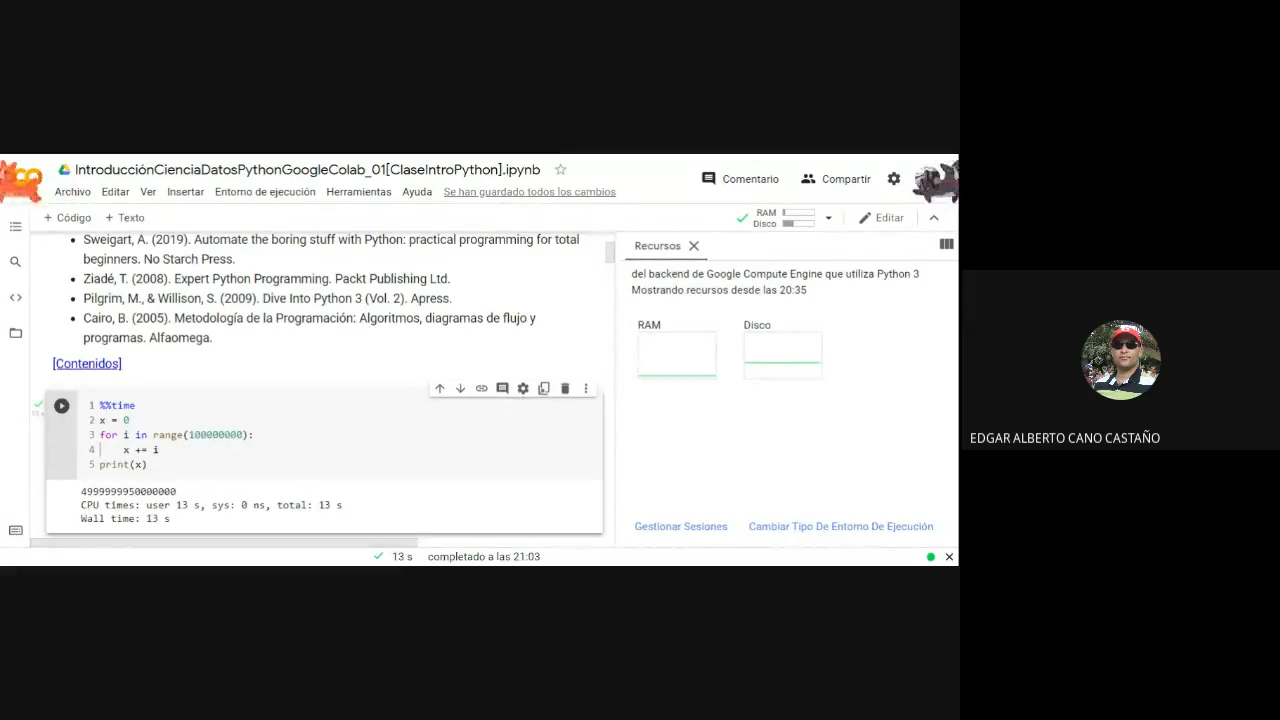 IntroducciónCienciaDatosPythonGoogleColab_01[ClaseIntroPython].ipynb
Comentario
Compartir
Archivo Editar Ver Insertar Entorno de ejecución Herramientas Ayuda Se han guardado todos los cambios
+ Código + Texto
RAM
Disco
Editar
Sweigart, A. (2019). Automate the boring stuff with Python: practical programming for total
beginners. No Starch Press.
Ziadé, T. (2008). Expert Python Programming. Packt Publishing Ltd.
Pilgrim, M., & Willison, S. (2009). Dive Into Python 3 (Vol. 2). Apress.
Cairo, B. (2005). Metodología de la Programación: Algoritmos, diagramas de flujo y
programas. Alfaomega.
[Contenidos]
1 %%time
2 x = 0
3 for i in range(100000000):
4 x += i
5 print(x)
4999999950000000
CPU times: user 13 s, sys: 0 ns, total: 13 s
Wall time: 13 s
Recursos
del backend de Google Compute Engine que utiliza Python 3
Mostrando recursos desde las 20:35
RAM Disco
Gestionar Sesiones Cambiar Tipo De Entorno De Ejecución
13 s completado a las 21:03
EDGAR ALBERTO CANO CASTAÑO